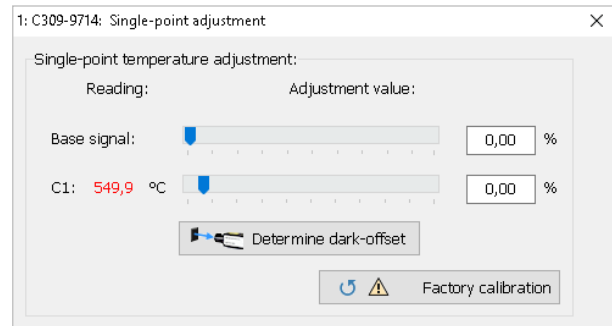 1: C309-9714: Single-point adjustment
Single-point temperature adjustment:
Reading: Adjustment value:
Base signal: 0,00 %
C1: 549,9 ºC 0,00 %
Determine dark-offset
Factory calibration